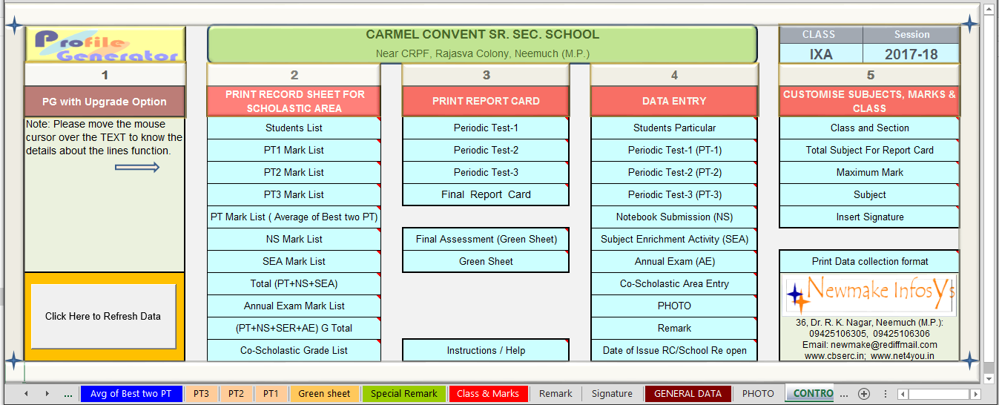 Profile
Generator
CARMEL CONVENT SR. SEC. SCHOOL
Near CRPF, Rajasva Colony, Neemuch (M.P.)
CLASS
Session
IXA
2017-18
1
PG with Upgrade Option
Note: Please move the mouse
cursor over the TEXT to know the
details about the lines function.
Click Here to Refresh Data
2
PRINT RECORD SHEET FOR
SCHOLASTIC AREA
Students List
PT1 Mark List
PT2 Mark List
PT3 Mark List
PT Mark List ( Average of Best two PT)
NS Mark List
SEA Mark List
Total (PT+NS+SEA)
Annual Exam Mark List
(PT+NS+SER+AE) G Total
Co-Scholastic Grade List
3
PRINT REPORT CARD
Periodic Test-1
Periodic Test-2
Periodic Test-3
Final Report Card
Final Assessment (Green Sheet)
Green Sheet
Instructions / Help
4
DATA ENTRY
Students Particular
Periodic Test-1 (PT-1)
Periodic Test-2 (PT-2)
Periodic Test-3 (PT-3)
Notebook Submission (NS)
Subject Enrichment Activity (SEA)
Annual Exam (AE)
Co-Scholastic Area Entry
PHOTO
Remark
Date of Issue RC/School Re open
5
CUSTOMISE SUBJECTS, MARKS &
CLASS
Class and Section
Total Subject For Report Card
Maximum Mark
Subject
Insert Signature
Print Data collection format
Newmake InfosYs
36, Dr. R. K. Nagar, Neemuch (M.P.):
09425106305, 09425106306
Email: newmake@rediffmail.com
www.cbserc.in; www.net4you.in
... Avg of Best two PT PT3 PT2 PT1 Green sheet Special Remark Class & Marks Remark Signature GENERAL DATA PHOTO CONTRO ...